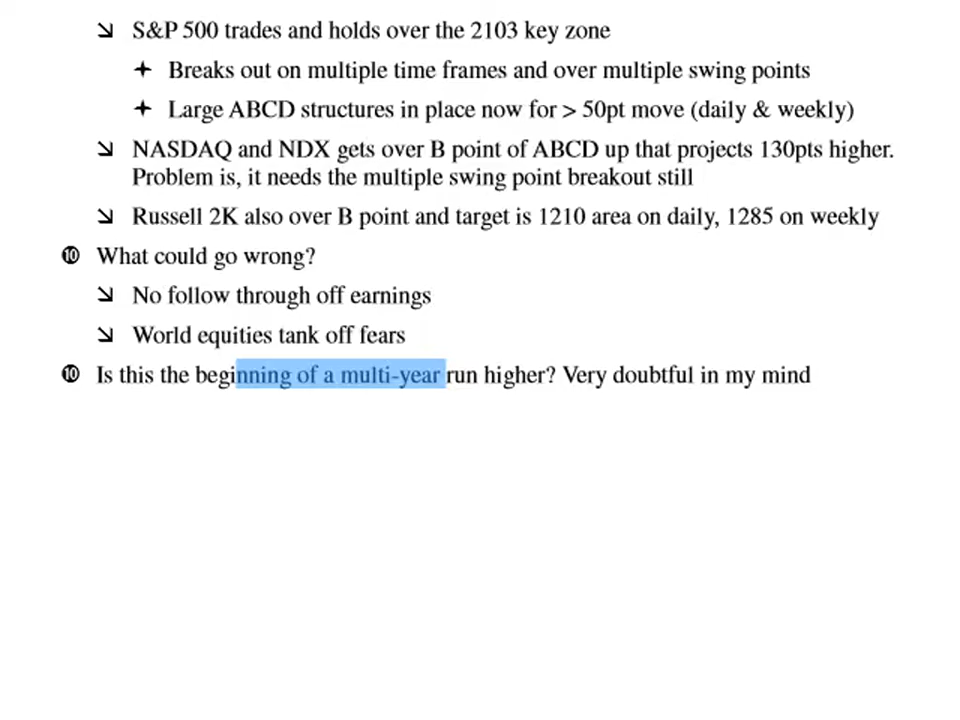 S&P 500 trades and holds over the 2103 key zone
Breaks out on multiple time frames and over multiple swing points
Large ABCD structures in place now for > 50pt move (daily & weekly)
NASDAQ and NDX gets over B point of ABCD up that projects 130pts higher.
Problem is, it needs the multiple swing point breakout still
Russell 2K also over B point and target is 1210 area on daily, 1285 on weekly
❿ What could go wrong?
No follow through off earnings
World equities tank off fears
❿ Is this the beginning of a multi-year run higher? Very doubtful in my mind